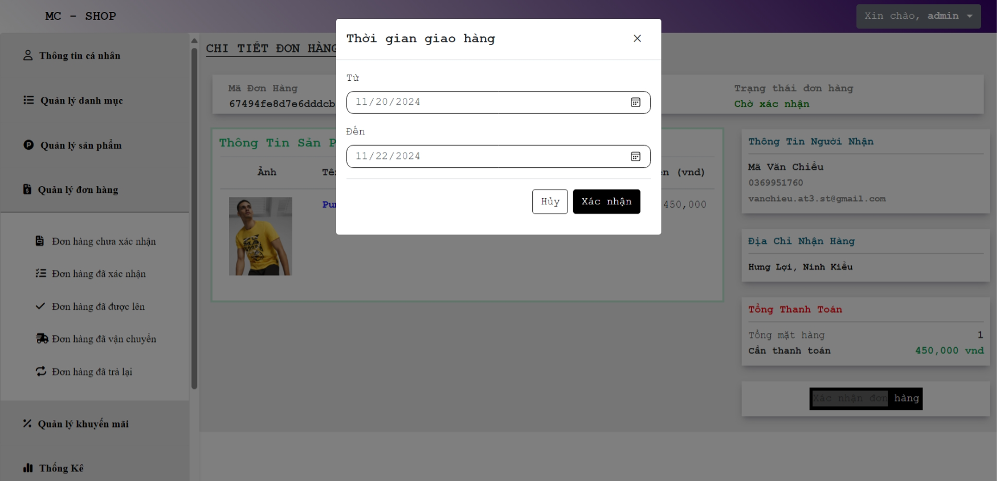 MC - SHOP
Xin chào, admin
Thông tin cá nhân
Quản lý danh mục
Quản lý sản phẩm
Quản lý đơn hàng
Đơn hàng chưa xác nhận
Đơn hàng đã xác nhận
Đơn hàng đã được lên
Đơn hàng đã vận chuyển
Đơn hàng đã trả lại
Quản lý khuyến mãi
Thống Kê
CHI TIẾT ĐƠN HÀNG
Mã Đơn Hàng
67494fe8d7e6dddcb
Trạng thái đơn hàng
Chờ xác nhận
Thời gian giao hàng
Từ
11/20/2024
Đến
11/22/2024
Hủy
Xác nhận
Thông Tin Sản P
Ảnh
Tên
(vnd)
450,000
Thông Tin Người Nhận
Mã Văn Chiều
0369951760
vanchieu.at3.st@gmail.com
Địa Chỉ Nhận Hàng
Hưng Lợi, Ninh Kiều
Tổng Thanh Toán
Tổng mặt hàng 1
Cần thanh toán 450,000 vnd
Xác nhận đơn hàng